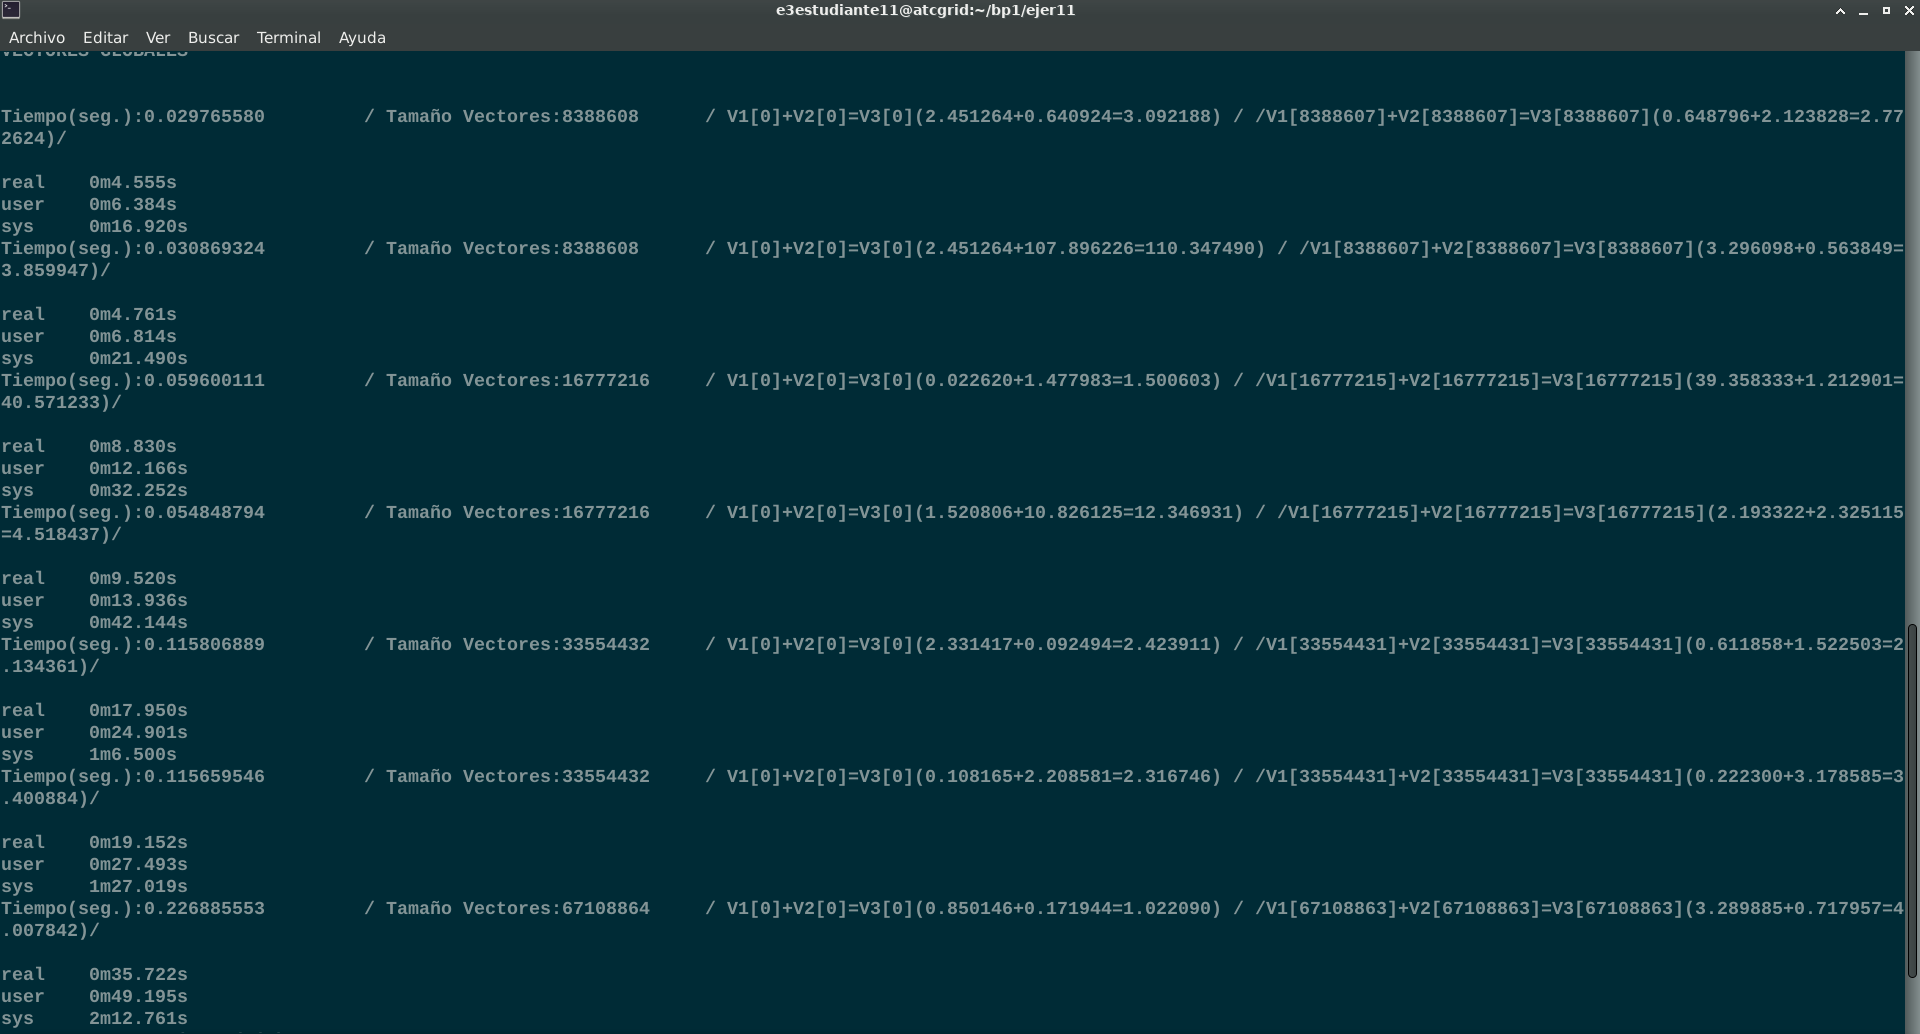 e3estudiante11@atcgrid:~/bp1/ejer11
Archivo Editar Ver Buscar Terminal Ayuda
VECTORES GLOBALES
Tiempo(seg.):0.029765580 / Tamaño Vectores:8388608 / V1[0]+V2[0]=V3[0](2.451264+0.640924=3.092188) / /V1[8388607]+V2[8388607]=V3[8388607](0.648796+2.123828=2.77
2624)/
real 0m4.555s
user 0m6.384s
sys 0m16.920s
Tiempo(seg.):0.030869324 / Tamaño Vectores:8388608 / V1[0]+V2[0]=V3[0](2.451264+107.896226=110.347490) / /V1[8388607]+V2[8388607]=V3[8388607](3.296098+0.563849=
3.859947)/
real 0m4.761s
user 0m6.814s
sys 0m21.490s
Tiempo(seg.):0.059600111 / Tamaño Vectores:16777216 / V1[0]+V2[0]=V3[0](0.022620+1.477983=1.500603) / /V1[16777215]+V2[16777215]=V3[16777215](39.358333+1.212901=
40.571233)/
real 0m8.830s
user 0m12.166s
sys 0m32.252s
Tiempo(seg.):0.054848794 / Tamaño Vectores:16777216 / V1[0]+V2[0]=V3[0](1.520806+10.826125=12.346931) / /V1[16777215]+V2[16777215]=V3[16777215](2.193322+2.325115
=4.518437)/
real 0m9.520s
user 0m13.936s
sys 0m42.144s
Tiempo(seg.):0.115806889 / Tamaño Vectores:33554432 / V1[0]+V2[0]=V3[0](2.331417+0.092494=2.423911) / /V1[33554431]+V2[33554431]=V3[33554431](0.611858+1.522503=2
.134361)/
real 0m17.950s
user 0m24.901s
sys 1m6.500s
Tiempo(seg.):0.115659546 / Tamaño Vectores:33554432 / V1[0]+V2[0]=V3[0](0.108165+2.208581=2.316746) / /V1[33554431]+V2[33554431]=V3[33554431](0.222300+3.178585=3
.400884)/
real 0m19.152s
user 0m27.493s
sys 1m27.019s
Tiempo(seg.):0.226885553 / Tamaño Vectores:67108864 / V1[0]+V2[0]=V3[0](0.850146+0.171944=1.022090) / /V1[67108863]+V2[67108863]=V3[67108863](3.289885+0.717957=4
.007842)/
real 0m35.722s
user 0m49.195s
sys 2m12.761s